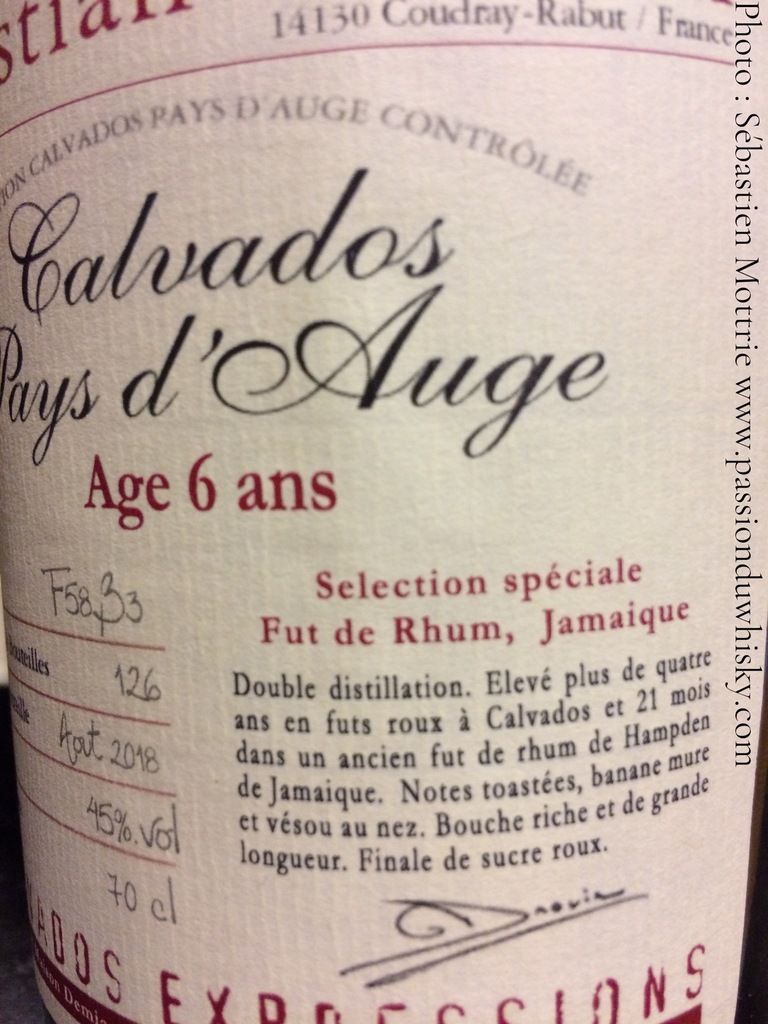 14130 Coudray-Rabut / France
CALVADOS PAYS D'AUGE CONTRÔLÉE
Calvados
Pays d'Auge
Age 6 ans
F58
126
Aout 2018
45%.vol
70 cl
Selection spéciale
Fut de Rhum, Jamaique
Double distillation. Elevé plus de quatre
ans en futs roux à Calvados et 21 mois
dans un ancien fut de rhum de Hampden
de Jamaique. Notes toastées, banane mure
et vésou au nez. Bouche riche et de grande
longueur. Finale de sucre roux.
EXPRESSIONS
Photo : Sébastien Mottrie www.passionduwhisky.com